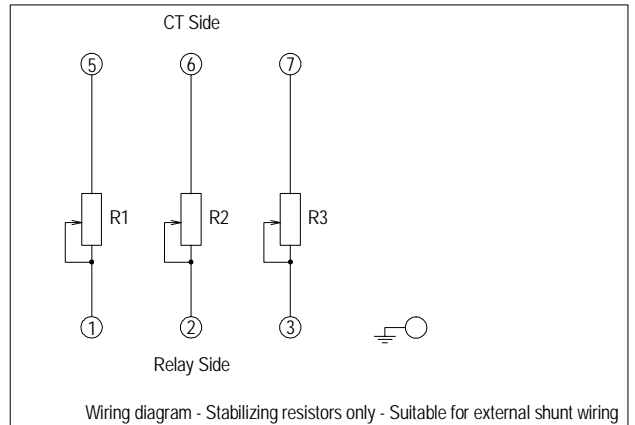 CT Side
5 6 7
R1 R2 R3
1 2 3
Relay Side
Wiring diagram - Stabilizing resistors only - Suitable for external shunt wiring